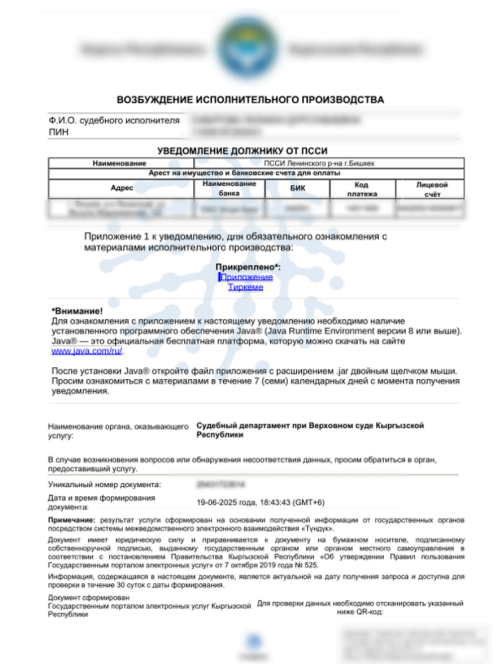 ВОЗБУЖДЕНИЕ ИСПОЛНИТЕЛЬНОГО ПРОИЗВОДСТВА
Ф.И.О. судебного исполнителя
ПИН
УВЕДОМЛЕНИЕ ДОЛЖНИКУ ОТ ПССИ
Наименование ПССИ Ленинского р-на г.Бишкек
Арест на имущество и банковские счета для оплаты
Адрес Наименование банка БИК Код платежа Лицевой счёт
Приложение 1 к уведомлению, для обязательного ознакомления с
материалами исполнительного производства:
Прикреплено*:
Приложение
Тиркеме
*Внимание!
Для ознакомления с приложением к настоящему уведомлению необходимо наличие
установленного программного обеспечения Java® (Java Runtime Environment версии 8 или выше).
Java® — это официальная бесплатная платформа, которую можно скачать на сайте
www.java.com/ru/.
После установки Java® откройте файл приложения с расширением .jar двойным щелчком мыши.
Просим ознакомиться с материалами в течение 7 (семи) календарных дней с момента получения
уведомления.
Наименование органа, оказывающего услугу: Судебный департамент при Верховном суде Кыргызской Республики
В случае возникновения вопросов или обнаружения несоответствия данных, просим обратиться в орган,
предоставивший услугу.
Уникальный номер документа:
Дата и время формирования документа: 19-06-2025 года, 18:43:43 (GMT+6)
Примечание: результат услуги сформирован на основании полученной информации от государственных органов
посредством системы межведомственного электронного взаимодействия «Түндүк».
Документ имеет юридическую силу и приравнивается к документу на бумажном носителе, подписанному
собственноручной подписью, выданному государственным органом или органом местного самоуправления в
соответствии с постановлением Правительства Кыргызской Республики «Об утверждении Правил пользования
Государственным порталом электронных услуг» от 7 октября 2019 года № 525.
Информация, содержащаяся в настоящем документе, является актуальной на дату получения запроса и доступна для
проверки в течение 30 суток с даты формирования.
Документ сформирован
Государственным порталом электронных услуг Кыргызской
Республики
Для проверки данных необходимо отсканировать указанный
ниже QR-код: